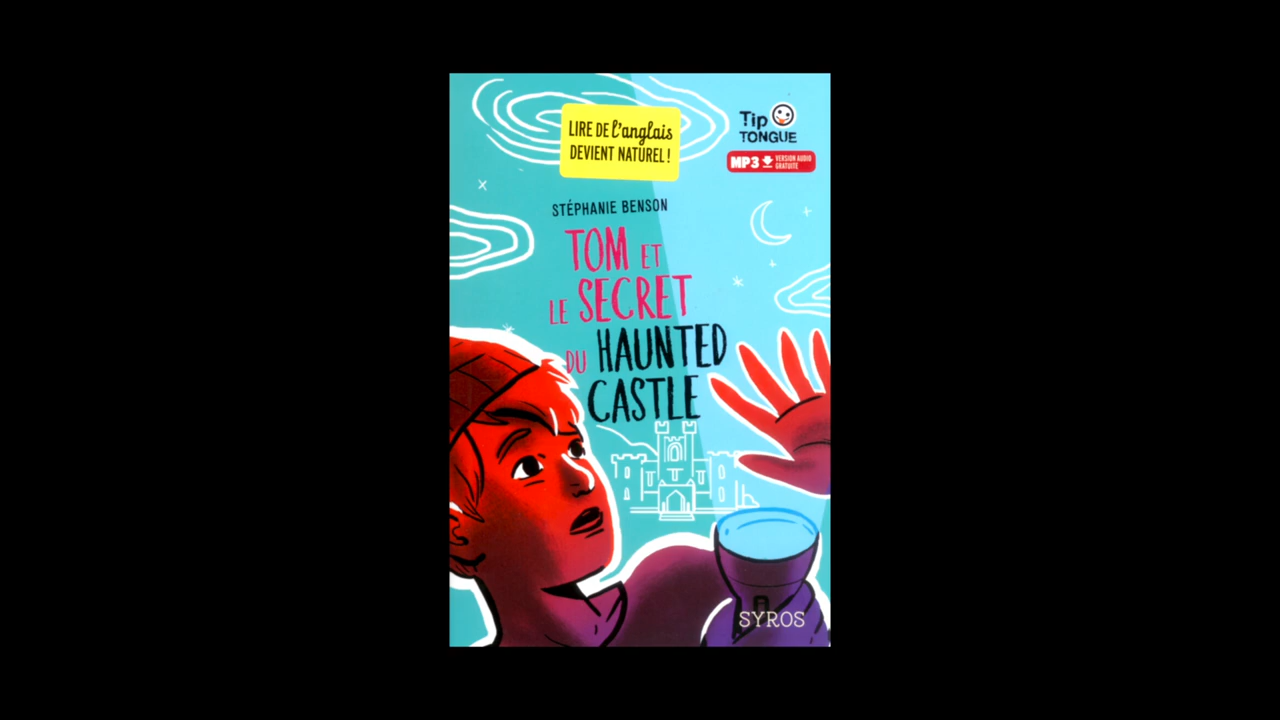 LIRE DE l'anglais
DEVIENT NATUREL !
Tip
TONGUE
MP3 VERSION AUDIO
GRATUITE
STÉPHANIE BENSON
TOM ET
LE SECRET
DU HAUNTED
CASTLE
SYROS